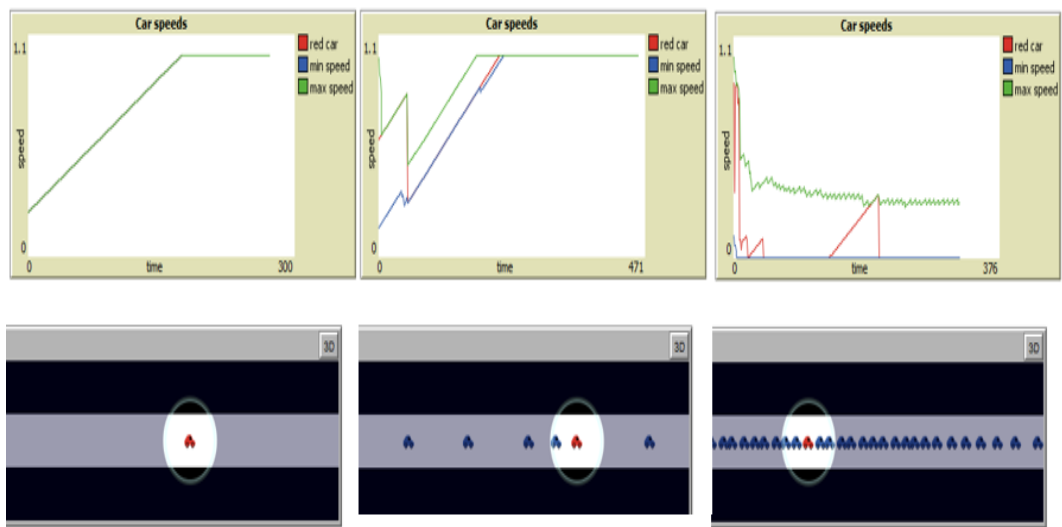 Car speeds
1.1
speed
0
0
time
300
red car
min speed
max speed
Car speeds
1.1
speed
0
0
time
471
red car
min speed
max speed
Car speeds
1.1
speed
0
0
time
376
red car
min speed
max speed
3D
3D
3D